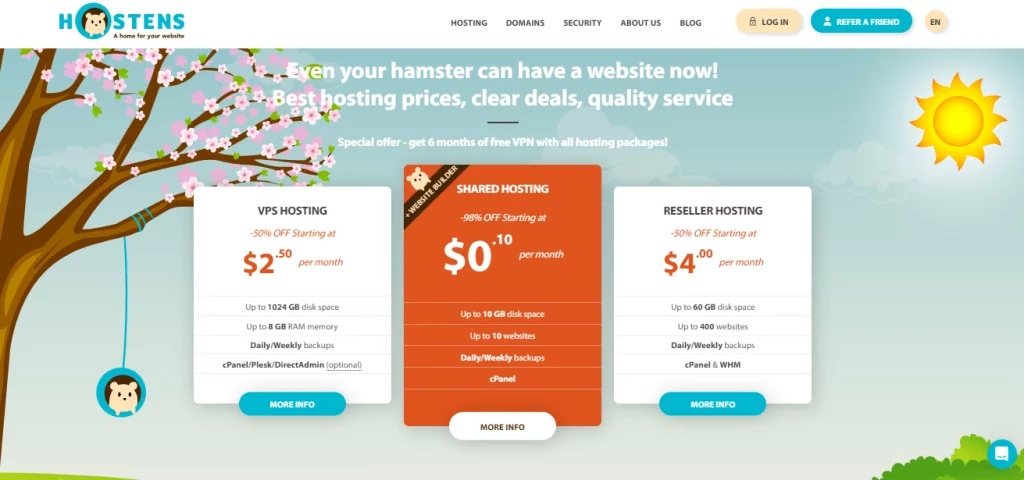 HOSTENS
A home for your website
HOSTING DOMAINS SECURITY ABOUT US BLOG
LOG IN
REFER A FRIEND
EN
Even your hamster can have a website now!
Best hosting prices, clear deals, quality service
Special offer - get 6 months of free VPN with all hosting packages!
VPS HOSTING
-50% OFF Starting at
$2.50 per month
Up to 1024 GB disk space
Up to 8 GB RAM memory
Daily/Weekly backups
cPanel/Plesk/DirectAdmin (optional)
MORE INFO
+ WEBSITE BUILDER
SHARED HOSTING
-98% OFF Starting at
$0.10 per month
Up to 10 GB disk space
Up to 10 websites
Daily/Weekly backups
cPanel
MORE INFO
RESELLER HOSTING
-50% OFF Starting at
$4.00 per month
Up to 60 GB disk space
Up to 400 websites
Daily/Weekly backups
cPanel & WHM
MORE INFO